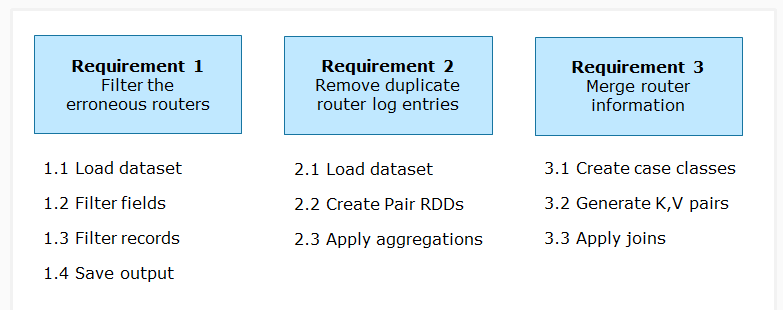 Requirement 1
Filter the
erroneous routers
1.1 Load dataset
1.2 Filter fields
1.3 Filter records
1.4 Save output
Requirement 2
Remove duplicate
router log entries
2.1 Load dataset
2.2 Create Pair RDDs
2.3 Apply aggregations
Requirement 3
Merge router
information
3.1 Create case classes
3.2 Generate K,V pairs
3.3 Apply joins